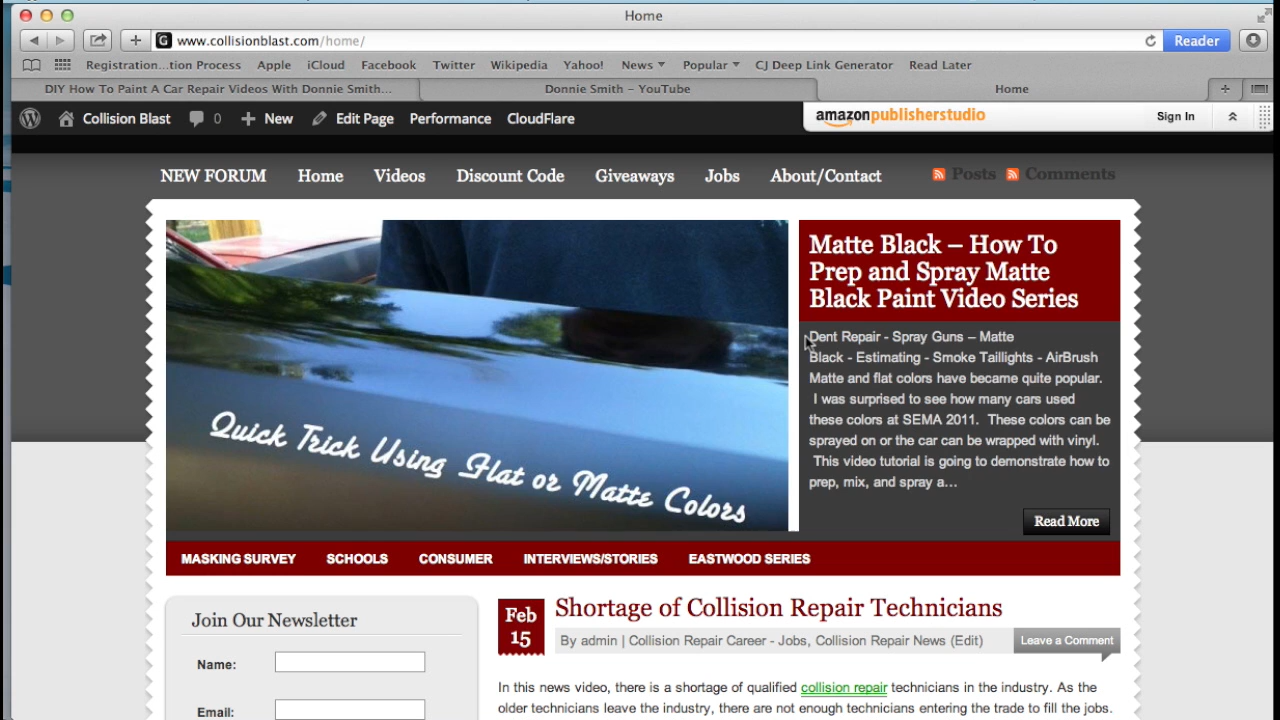 Home
www.collisionblast.com/home/
Reader
Registration...tion Process Apple iCloud Facebook Twitter Wikipedia Yahoo! News Popular CJ Deep Link Generator Read Later
DIY How To Paint A Car Repair Videos With Donnie Smith... Donnie Smith – YouTube Home
Collision Blast 0 New Edit Page Performance CloudFlare
amazonpublisherstudio Sign In
NEW FORUM Home Videos Discount Code Giveaways Jobs About/Contact Posts Comments
Quick Trick Using Flat or Matte Colors
Matte Black – How To
Prep and Spray Matte
Black Paint Video Series
Dent Repair - Spray Guns – Matte
Black - Estimating - Smoke Taillights - AirBrush
Matte and flat colors have became quite popular.
I was surprised to see how many cars used
these colors at SEMA 2011. These colors can be
sprayed on or the car can be wrapped with vinyl.
This video tutorial is going to demonstrate how to
prep, mix, and spray a...
Read More
MASKING SURVEY SCHOOLS CONSUMER INTERVIEWS/STORIES EASTWOOD SERIES
Join Our Newsletter
Name:
Email:
Feb
15
Shortage of Collision Repair Technicians
By admin | Collision Repair Career - Jobs, Collision Repair News (Edit)
Leave a Comment
In this news video, there is a shortage of qualified collision repair technicians in the industry. As the
older technicians leave the industry, there are not enough technicians entering the trade to fill the jobs.